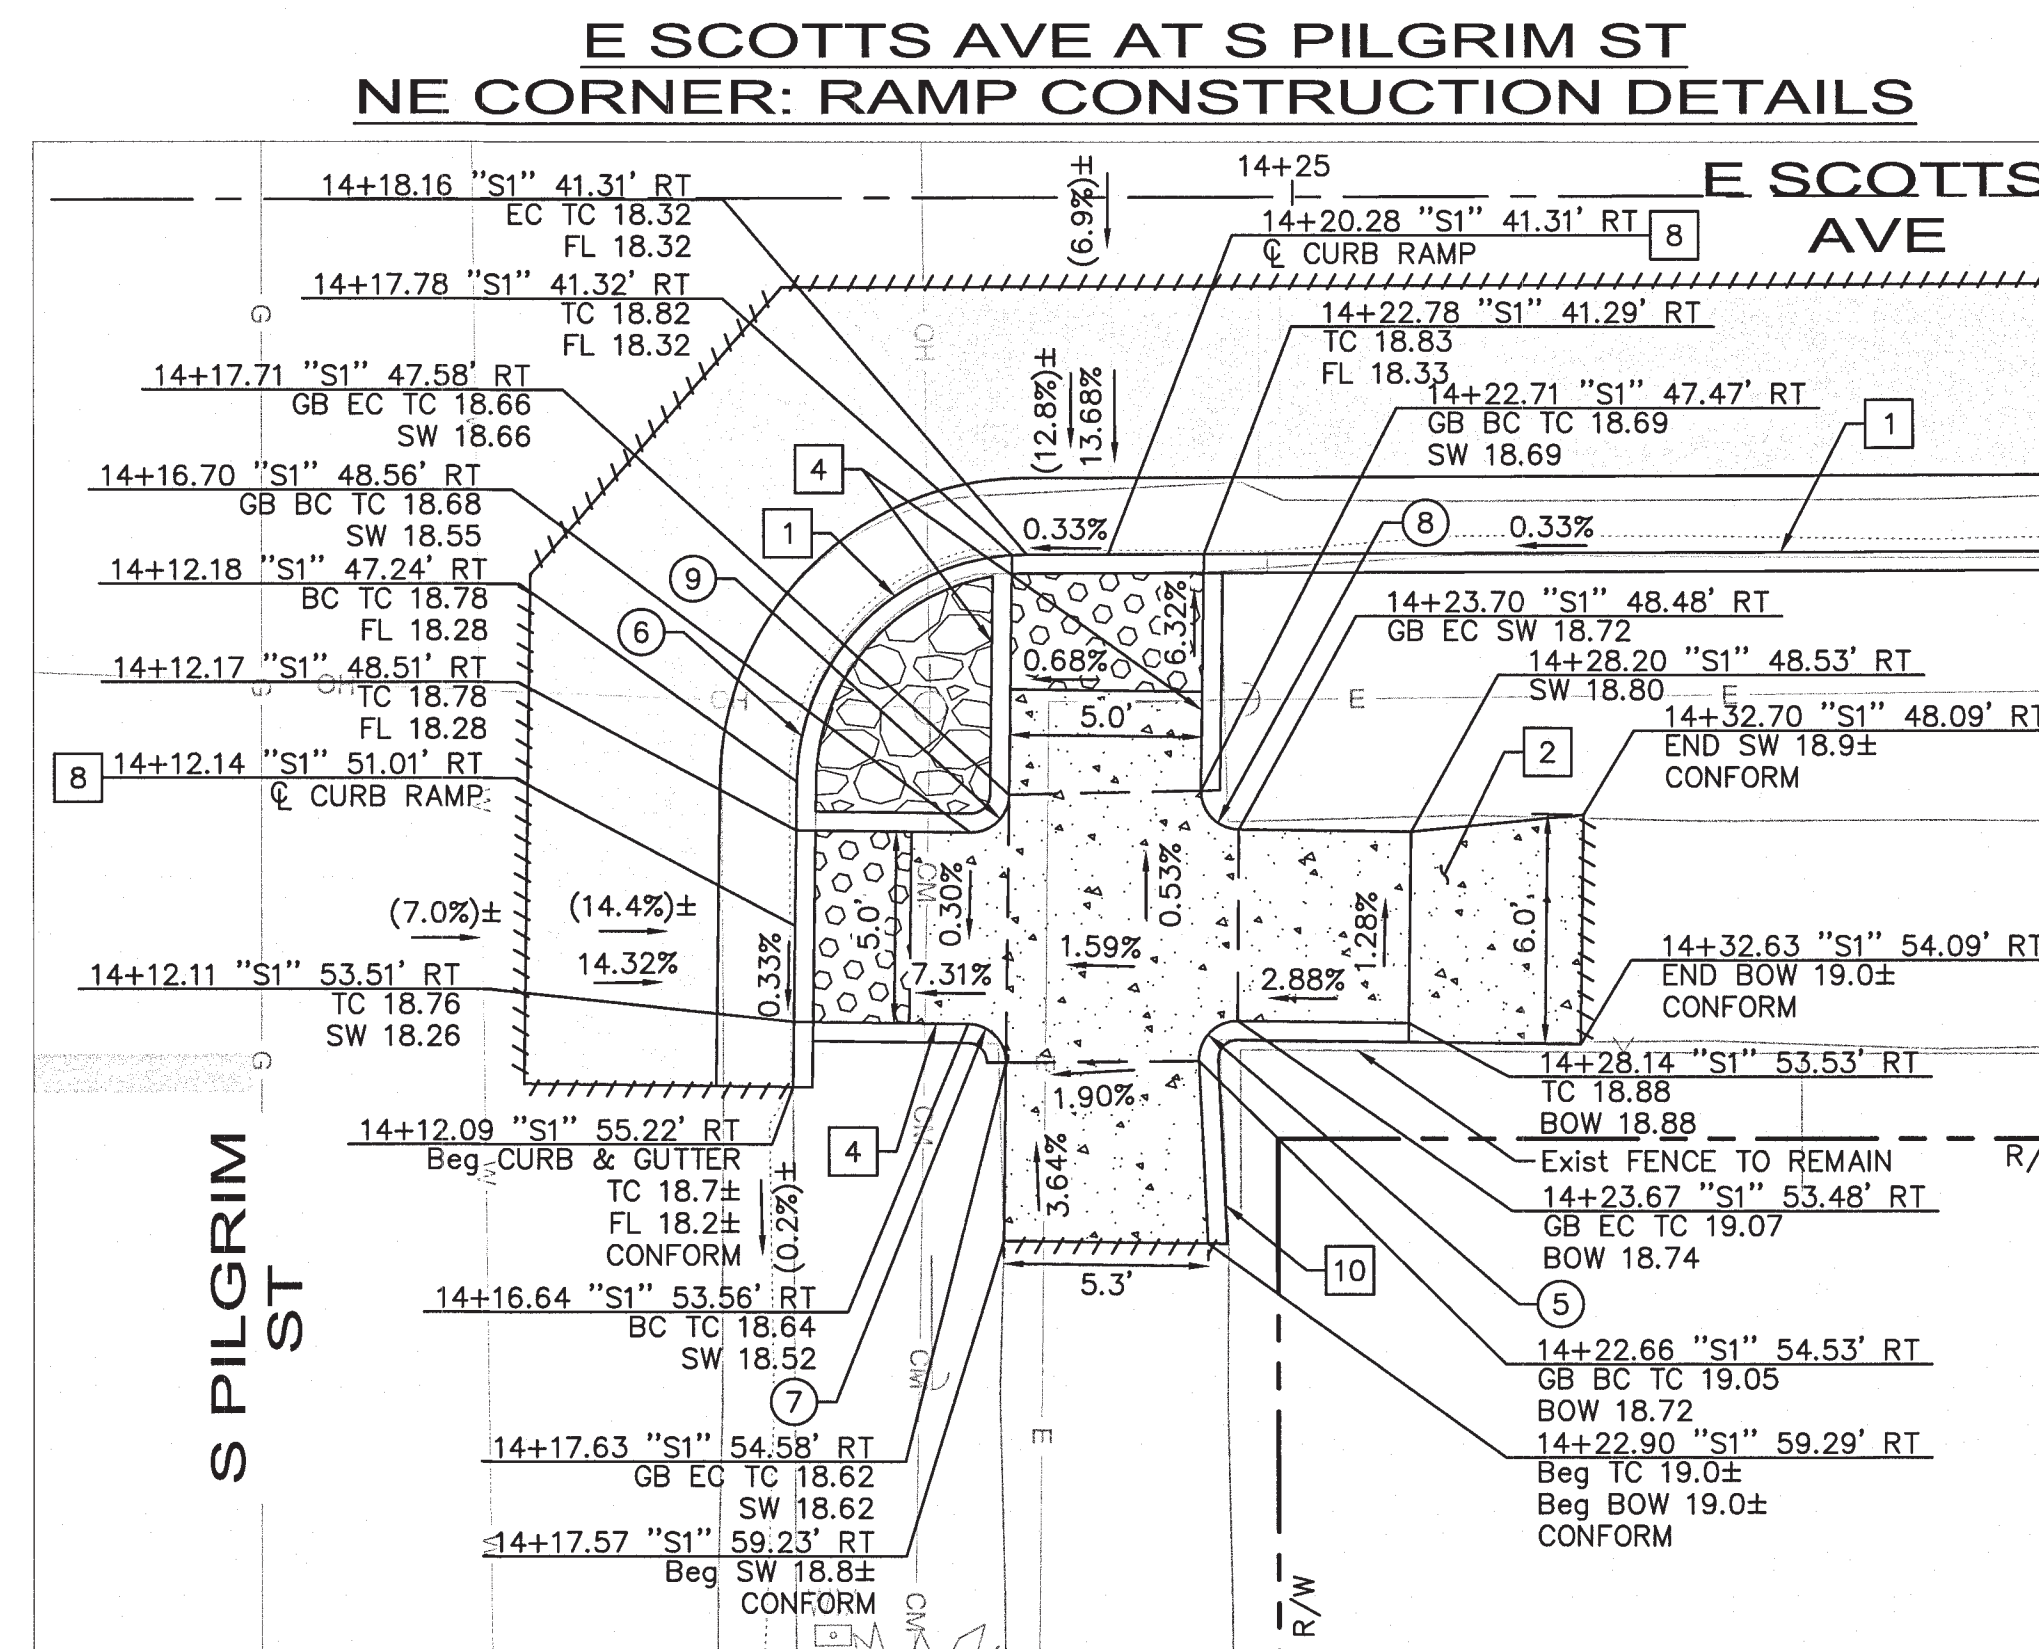 E SCOTTS AVE AT S PILGRIM ST
NE CORNER: RAMP CONSTRUCTION DETAILS
14+25
E SCOTTS
AVE
(6.9%)±
14+18.16 "S1" 41.31' RT
EC TC 18.32
FL 18.32
14+20.28 "S1" 41.31' RT
8
℄ CURB RAMP
14+17.78 "S1" 41.32' RT
TC 18.82
FL 18.32
14+22.78 "S1" 41.29' RT
TC 18.83
FL 18.33
14+17.71 "S1" 47.58' RT
GB EC TC 18.66
SW 18.66
14+22.71 "S1" 47.47' RT
GB BC TC 18.69
SW 18.69
(12.8%)±
13.68%
1
4
14+16.70 "S1" 48.56' RT
GB BC TC 18.68
SW 18.55
1
0.33%
8
0.33%
14+12.18 "S1" 47.24' RT
BC TC 18.78
FL 18.28
9
6
14+23.70 "S1" 48.48' RT
GB EC SW 18.72
6.32%
0.68%
14+12.17 "S1" 48.51' RT
TC 18.78
FL 18.28
14+28.20 "S1" 48.53' RT
SW 18.80
5.0'
14+32.70 "S1" 48.09' RT
END SW 18.9±
CONFORM
2
8
14+12.14 "S1" 51.01' RT
℄ CURB RAMP
G
G
G
OH
OH
OH
E
E
W
(7.0%)±
(14.4%)±
14.32%
0.33%
5.0'
CM
0.30%
7.31%
0.53%
1.59%
2.88%
1.28%
6.0'
14+12.11 "S1" 53.51' RT
TC 18.76
SW 18.26
14+32.63 "S1" 54.09' RT
END BOW 19.0±
CONFORM
1.90%
3.64%
14+28.14 "S1" 53.53' RT
TC 18.88
BOW 18.88
Exist FENCE TO REMAIN
R/
14+12.09 "S1" 55.22' RT
Beg CURB & GUTTER
TC 18.7±
FL 18.2±
CONFORM
(0.2%)±
4
CM
W
14+23.67 "S1" 53.48' RT
GB EC TC 19.07
BOW 18.74
10
5.3'
5
S PILGRIM
ST
14+16.64 "S1" 53.56' RT
BC TC 18.64
SW 18.52
7
CM
E
14+22.66 "S1" 54.53' RT
GB BC TC 19.05
BOW 18.72
14+17.63 "S1" 54.58' RT
GB EC TC 18.62
SW 18.62
14+22.90 "S1" 59.29' RT
Beg TC 19.0±
Beg BOW 19.0±
CONFORM
14+17.57 "S1" 59.23' RT
Beg SW 18.8±
CONFORM
W
CM
R/W